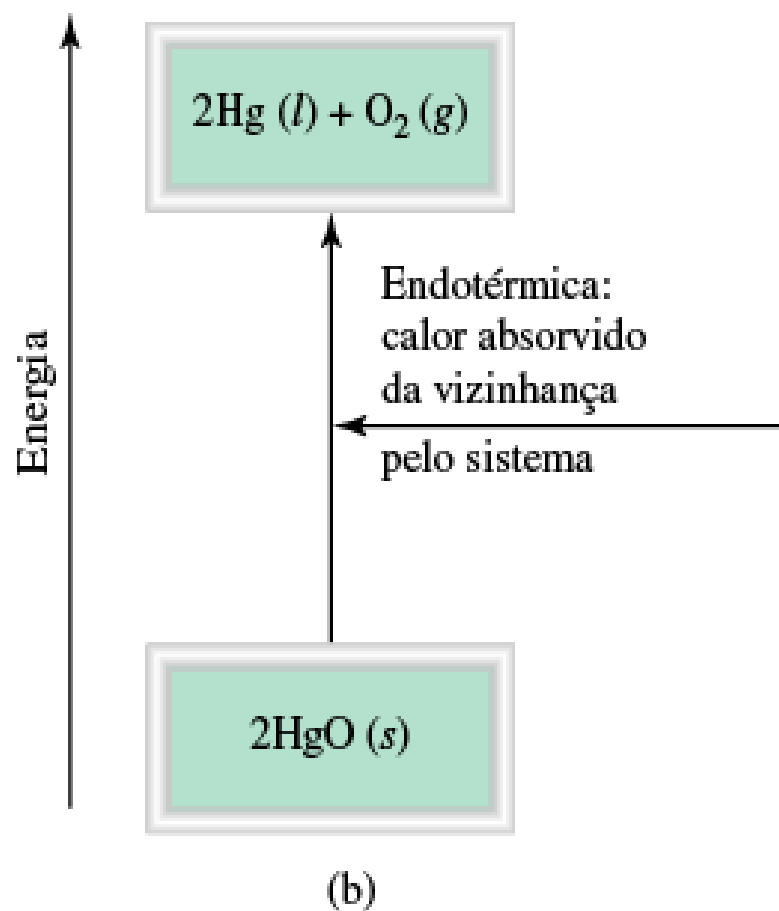 2Hg (l) + O₂ (g)
Endotérmica:
calor absorvido
da vizinhança
pelo sistema
Energia
2HgO (s)
(b)